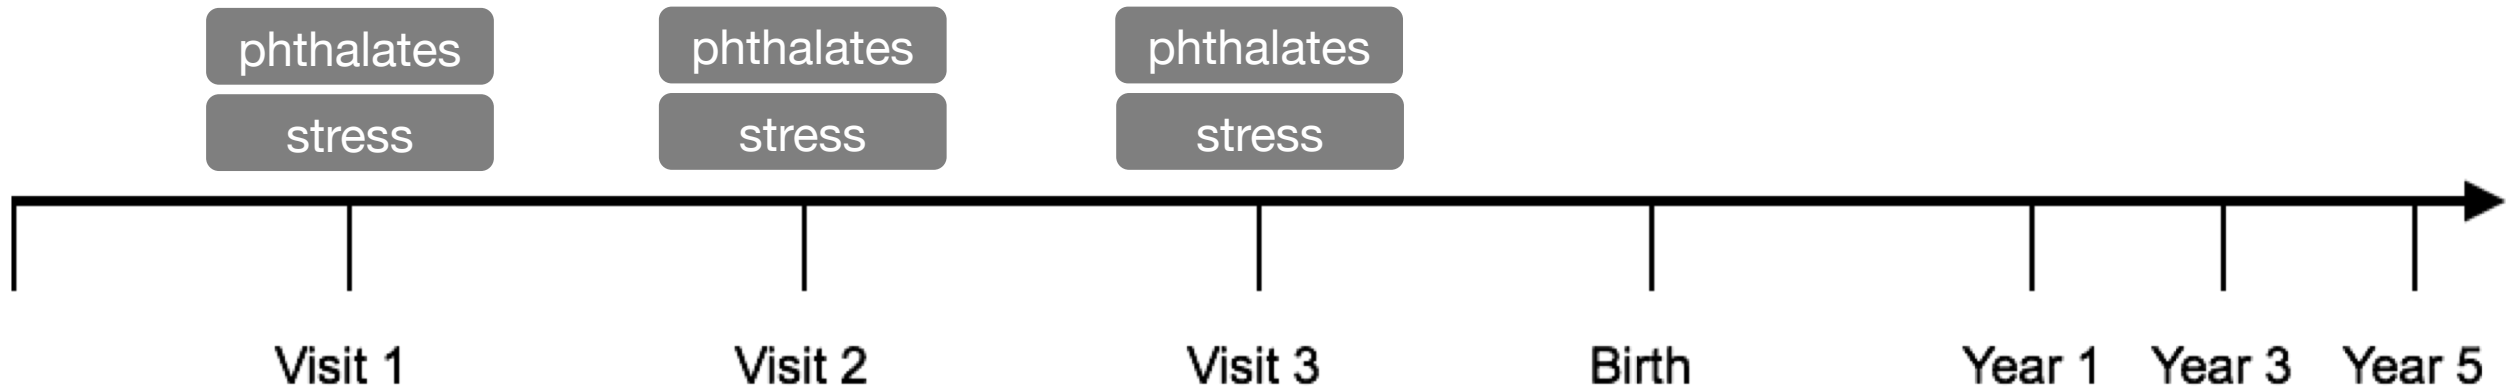 phthalates phthalates phthalates
stress stress stress
Visit 1 Visit 2 Visit 3 Birth Year 1 Year 3 Year 5